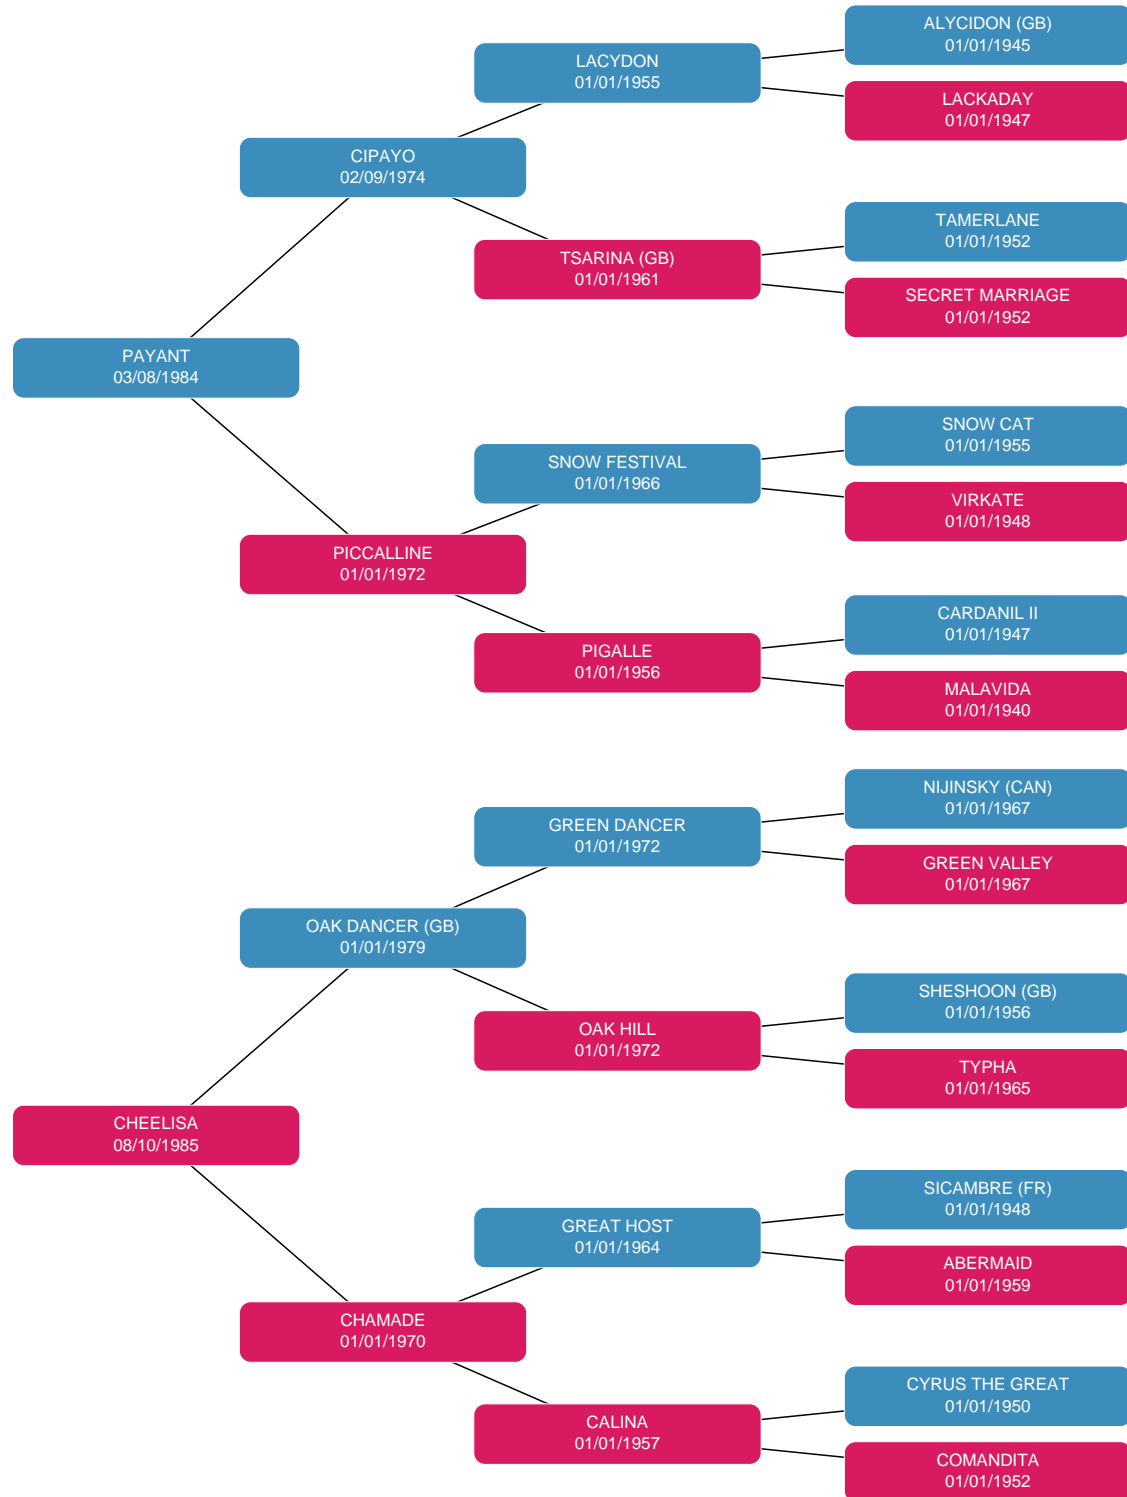 ALYCIDON (GB)
01/01/1945
LACYDON
01/01/1955
LACKADAY
01/01/1947
CIPAYO
02/09/1974
TAMERLANE
01/01/1952
TSARINA (GB)
01/01/1961
SECRET MARRIAGE
01/01/1952
PAYANT
03/08/1984
SNOW CAT
01/01/1955
SNOW FESTIVAL
01/01/1966
VIRKATE
01/01/1948
PICCALLINE
01/01/1972
CARDANIL II
01/01/1947
PIGALLE
01/01/1956
MALAVIDA
01/01/1940
NIJINSKY (CAN)
01/01/1967
GREEN DANCER
01/01/1972
GREEN VALLEY
01/01/1967
OAK DANCER (GB)
01/01/1979
SHESHOON (GB)
01/01/1956
OAK HILL
01/01/1972
TYPHA
01/01/1965
CHEELISA
08/10/1985
SICAMBRE (FR)
01/01/1948
GREAT HOST
01/01/1964
ABERMAID
01/01/1959
CHAMADE
01/01/1970
CYRUS THE GREAT
01/01/1950
CALINA
01/01/1957
COMANDITA
01/01/1952